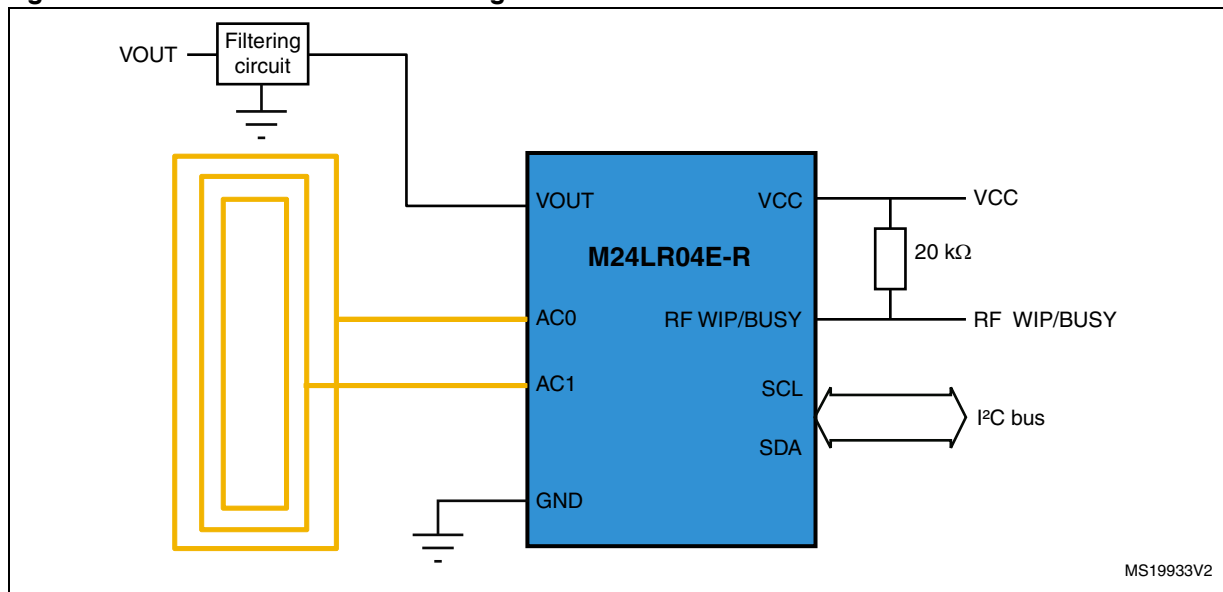 VOUT
Filtering
circuit
VOUT
VCC
VCC
M24LR04E-R
20 kΩ
AC0
RF WIP/BUSY
RF WIP/BUSY
AC1
SCL
I²C bus
SDA
GND
MS19933V2